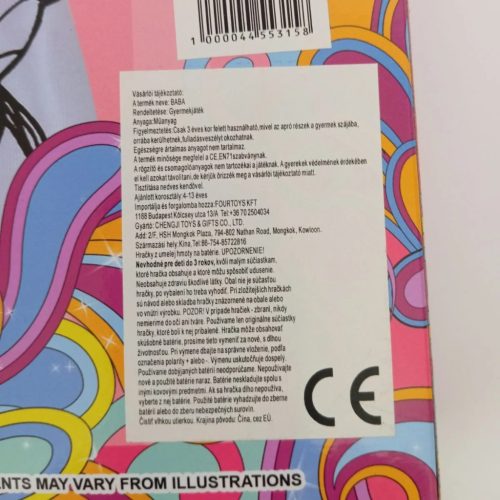 1 000044 553158
Vásárlói tájékoztató:
A termék neve: BABA
Rendeltetése: Gyermekjáték
Anyaga:Műanyag
Figyelmeztetés:Csak 3 éves kor felett használható,mivel az apró részek a gyermek szájába,
orrába kerülhetnek,fulladásveszélyt okozhatnak.
Egészségre ártalmas anyagot nem tartalmaz.
A termék minősége megfelel a CE,EN71szabványnak.
A rögzítő és csomagolóanyagok nem tartozékai a játéknak. A gyerekek védelmének érdekében
el kell azokat távolítani,de kérjük őrizzék meg a vásárlói tájékoztató miatt.
Tisztítása nedves kendővel.
Ajánlott korosztály: 4-13 éves
Importálja és forgalomba hozza:FOURTOYS KFT
1188 Budapest Kölcsey utca 13/A Tel:+36 70 2504034
Gyártó: CHENGJI TOYS & GIFTS CO., LTD.
Add: 2/F. HSH Mongkok Plaza, 794-802 Nathan Road, Mongkok, Kowloon.
Származási hely:Kína,Tel:86-754-85722816
Hračky z umelej hmoty na batérie. UPOZORNENIE!
Nevhodné pre deti do 3 rokov, kvôli malým súčiastkam,
ktoré hračka obsahuje a ktoré môžu spôsobiť udusenie.
Neobsahuje zdraviu škodlivé látky. Obal nie je súčasťou
hračky, po vybalení ho treba vyhodiť. Pri zložitejších hračkách
sú návod alebo skladba hračky znázornené na obale alebo
vo vnútri výrobku. POZOR! V prípade hračiek - zbraní, nikdy
nemierime do očí ani tváre. Používame len originálne súčiastky
hračky, ktoré boli k nej pribalené. Hračka môže obsahovať
skúšobné batérie, prosíme tieto vymeniť za nové, s dlhou
životnosťou. Pri výmene dbajte na správne vloženie, podľa
označenia polarity + alebo -. Výmenu uskutočňuje dospelý.
Používanie dobíjaných batérií neodporúčame. Nepoužívajte
nové a použité batérie naraz. Batérie neskladujte spolu s
inými kovovými predmetmi. Ak sa hračka dlho nepoužíva,
vyberte z nej batérie. Použité batérie vyhadzujte do zberne
batérií alebo do zberu nebezpečných surovín.
Čistiť vlhkou utierkou. Krajina pôvodu: Čína, cez EÚ.
CE
NTS MAY VARY FROM ILLUSTRATIONS